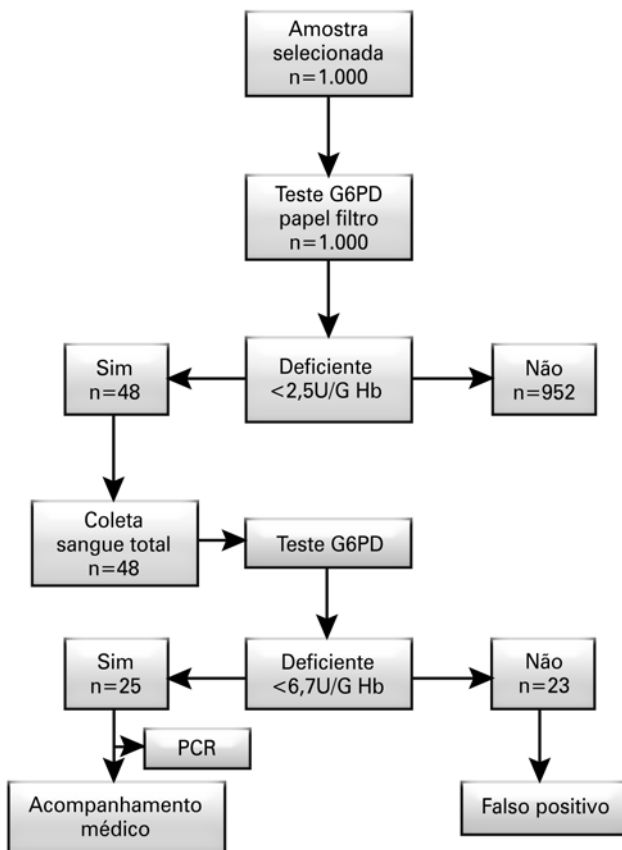 Amostra
selecionada
n=1.000
Teste G6PD
papel filtro
n=1.000
Sim
n=48
Deficiente
<2,5U/G Hb
Não
n=952
Coleta
sangue total
n=48
Teste G6PD
Sim
n=25
Deficiente
<6,7U/G Hb
Não
n=23
PCR
Acompanhamento
médico
Falso positivo